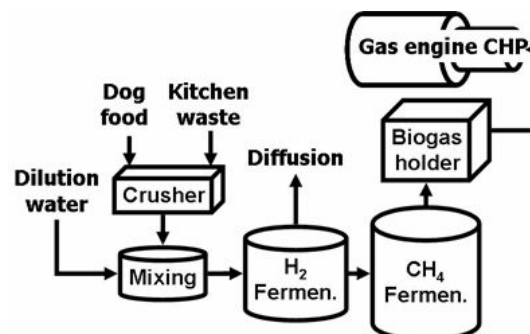 Gas engine CHP
Dog
food
Kitchen
waste
Biogas
holder
Diffusion
Dilution
water
Crusher
Mixing
H₂
Fermen.
CH₄
Fermen.